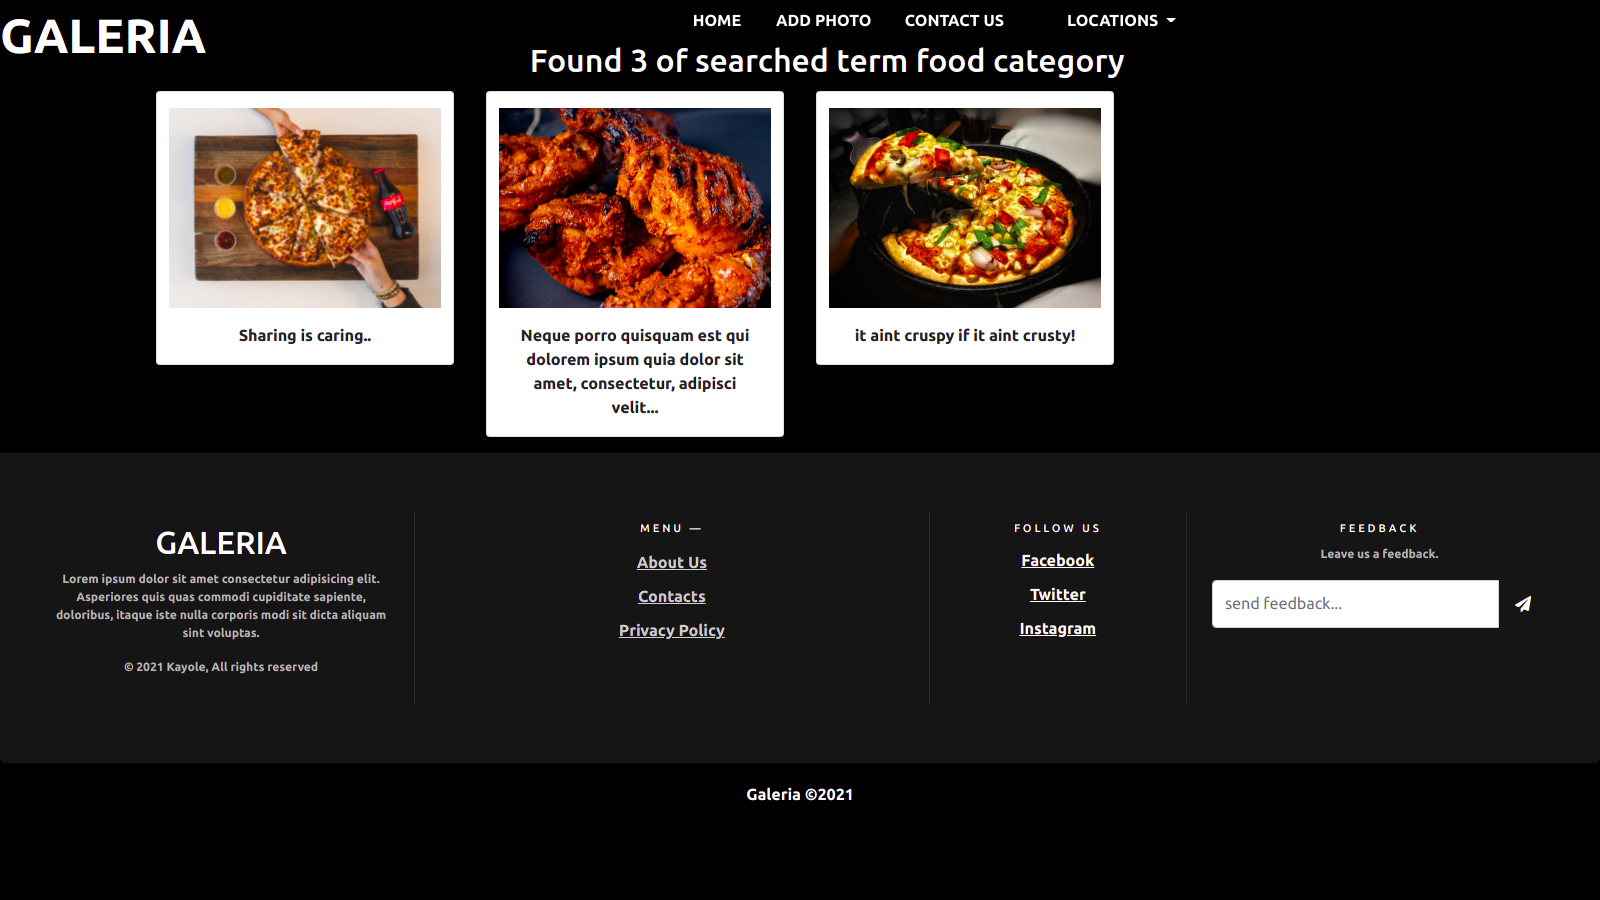 GALERIA
HOME
ADD PHOTO
CONTACT US
LOCATIONS
Found 3 of searched term food category
Sharing is caring..
Neque porro quisquam est qui
dolorem ipsum quia dolor sit
amet, consectetur, adipisci
velit...
it aint cruspy if it aint crusty!
GALERIA
Lorem ipsum dolor sit amet consectetur adipisicing elit.
Asperiores quis quas commodi cupiditate sapiente,
doloribus, itaque iste nulla corporis modi sit dicta aliquam
sint voluptas.
© 2021 Kayole, All rights reserved
MENU —
About Us
Contacts
Privacy Policy
FOLLOW US
Facebook
Twitter
Instagram
FEEDBACK
Leave us a feedback.
send feedback...
Galeria ©2021